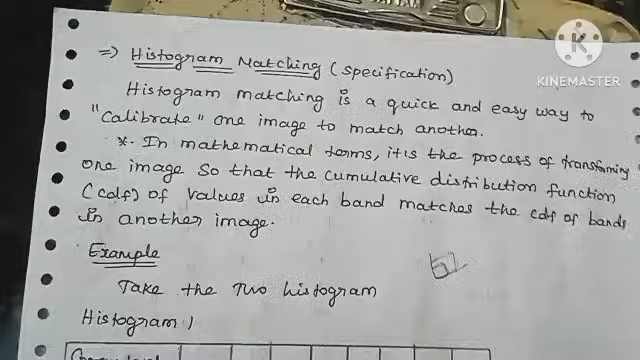 KINEMASTER
⇒ Histogram Matching (Specification)
Histogram matching is a quick and easy way to
"Calibrate" one image to match another.
*. In mathematical terms, it is the process of transforming
one image so that the cumulative distribution function
(cdf) of values in each band matches the cdf of bands
in another image.
Example
Take the Two histogram
Histogram 1